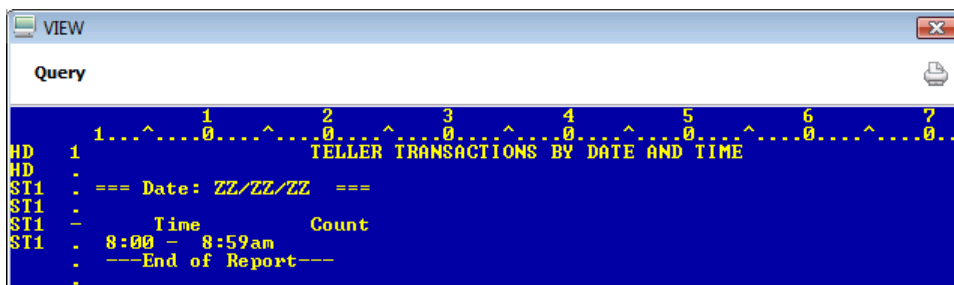 VIEW
Query
1 2 3 4 5 6 7
1...^....0....^....0....^....0....^....0....^....0....^....0....^....0..
HD 1 TELLER TRANSACTIONS BY DATE AND TIME
HD .
ST1 . === Date: ZZ/ZZ/ZZ ===
ST1 .
ST1 - Time Count
ST1 . 8:00 - 8:59am
. ---End of Report---
.